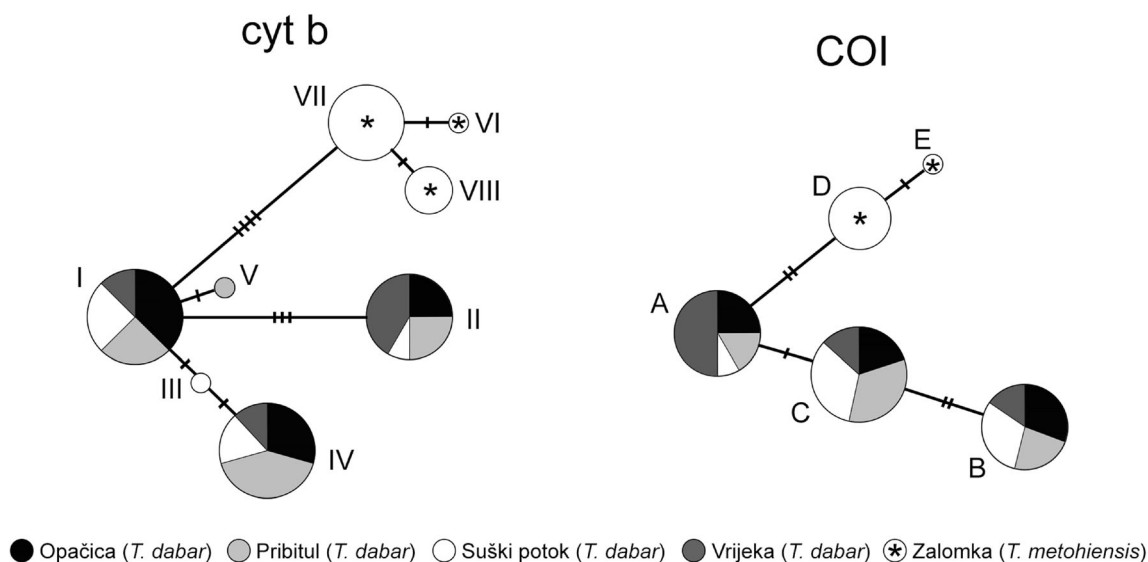 cyt b
COI
VII
* VI
* VIII
*
I
V
II
III
IV
E
*
D
*
A
C
B
Opačica (T. dabar) Pribitul (T. dabar) Suški potok (T. dabar) Vrijeka (T. dabar) * Zalomka (T. metohiensis)